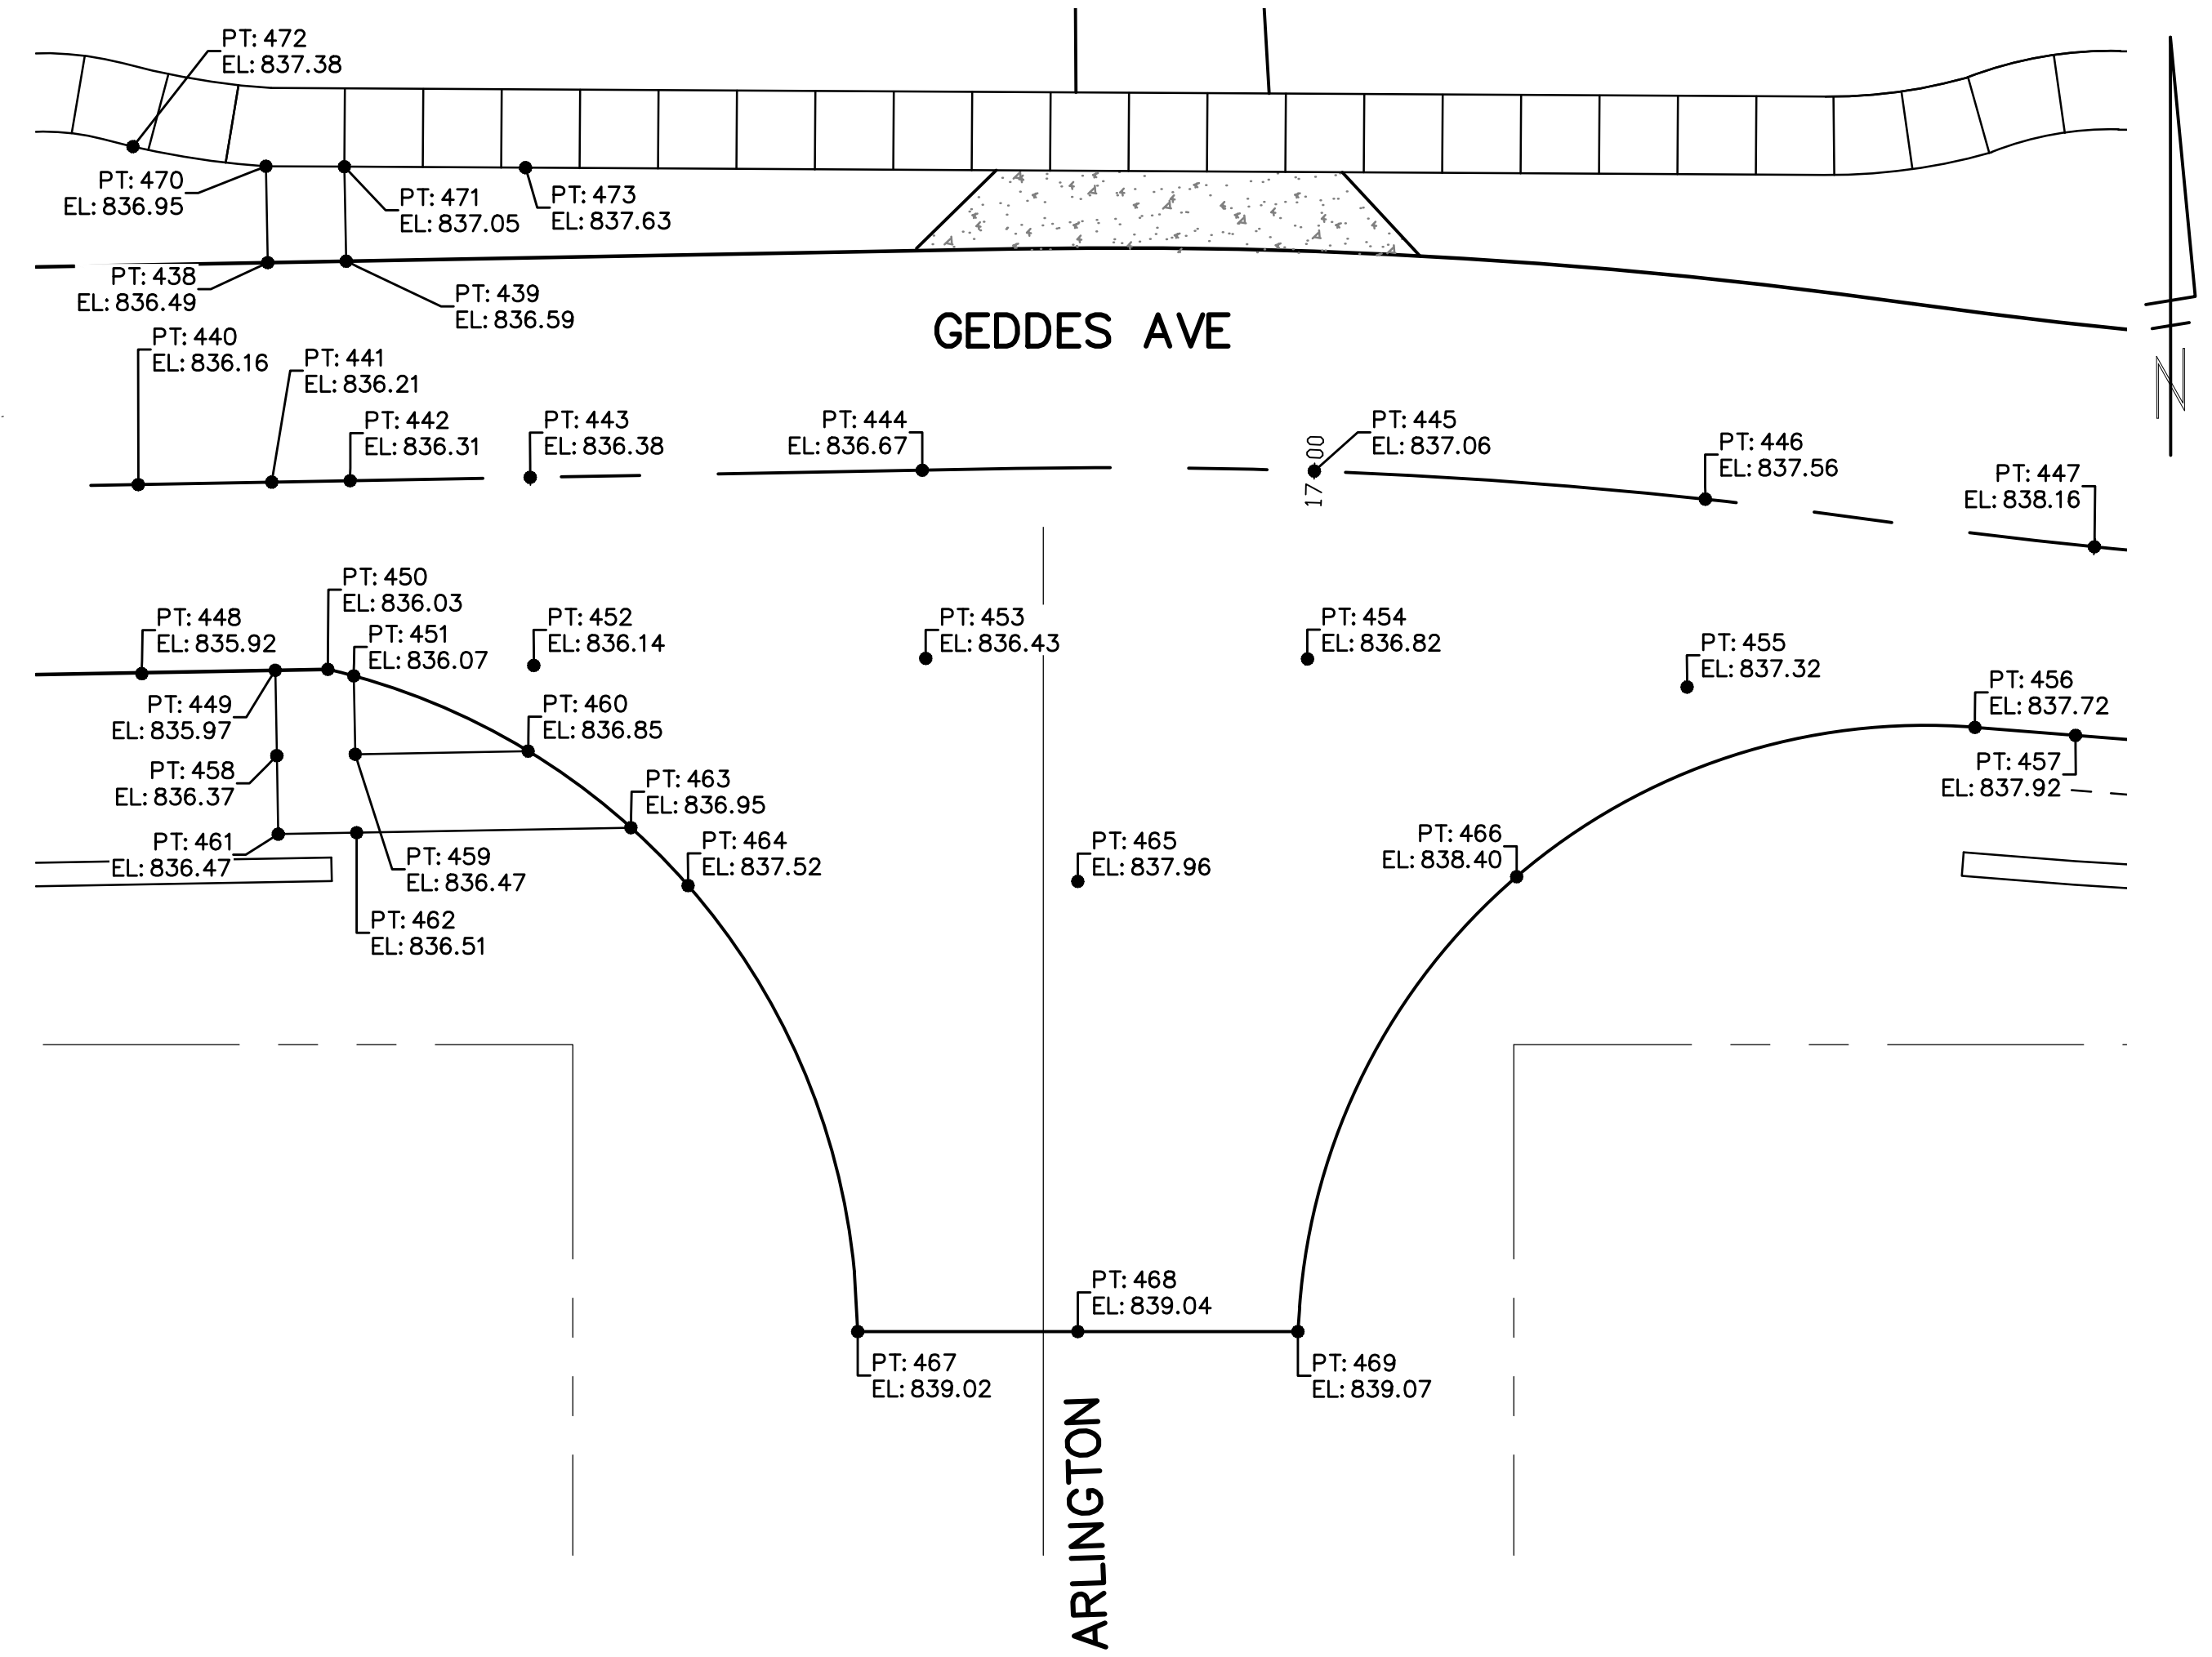 PT: 472
EL: 837.38
PT: 470
EL: 836.95
PT: 471
EL: 837.05
PT: 473
EL: 837.63
PT: 438
EL: 836.49
PT: 439
EL: 836.59
GEDDES AVE
PT: 440
EL: 836.16
PT: 441
EL: 836.21
N
PT: 442
EL: 836.31
PT: 443
EL: 836.38
PT: 444
EL: 836.67
17+00
PT: 445
EL: 837.06
PT: 446
EL: 837.56
PT: 447
EL: 838.16
PT: 450
EL: 836.03
PT: 448
EL: 835.92
PT: 451
EL: 836.07
PT: 452
EL: 836.14
PT: 453
EL: 836.43
PT: 454
EL: 836.82
PT: 455
EL: 837.32
PT: 456
EL: 837.72
PT: 449
EL: 835.97
PT: 460
EL: 836.85
PT: 457
EL: 837.92
PT: 458
EL: 836.37
PT: 463
EL: 836.95
PT: 461
EL: 836.47
PT: 459
EL: 836.47
PT: 464
EL: 837.52
PT: 465
EL: 837.96
PT: 466
EL: 838.40
PT: 462
EL: 836.51
PT: 468
EL: 839.04
PT: 467
EL: 839.02
PT: 469
EL: 839.07
ARLINGTON